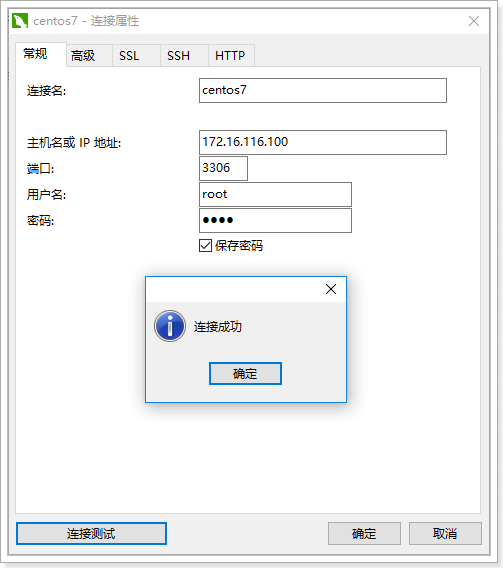 centos7 - 连接属性
常规 高级 SSL SSH HTTP
连接名: centos7
主机名或 IP 地址: 172.16.116.100
端口: 3306
用户名: root
密码: ●●●●
保存密码
连接成功
确定
连接测试 确定 取消